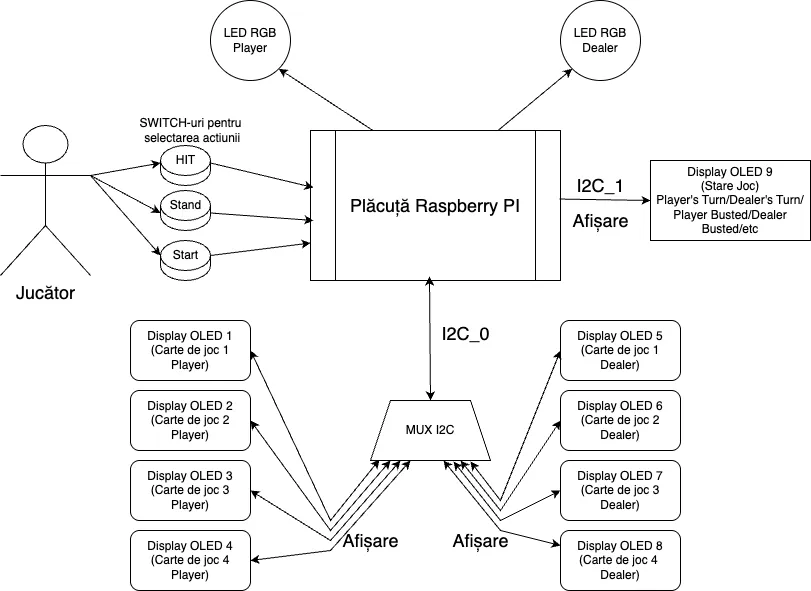 LED RGB
Player
LED RGB
Dealer
SWITCH-uri pentru
selectarea actiunii
HIT
Stand
Start
Jucător
Plăcuță Raspberry PI
I2C_1
Afișare
Display OLED 9
(Stare Joc)
Player's Turn/Dealer's Turn/
Player Busted/Dealer
Busted/etc
I2C_0
MUX I2C
Display OLED 1
(Carte de joc 1
Player)
Display OLED 2
(Carte de joc 2
Player)
Display OLED 3
(Carte de joc 3
Player)
Display OLED 4
(Carte de joc 4
Player)
Afișare
Afișare
Display OLED 5
(Carte de joc 1
Dealer)
Display OLED 6
(Carte de joc 2
Dealer)
Display OLED 7
(Carte de joc 3
Dealer)
Display OLED 8
(Carte de joc 4
Dealer)